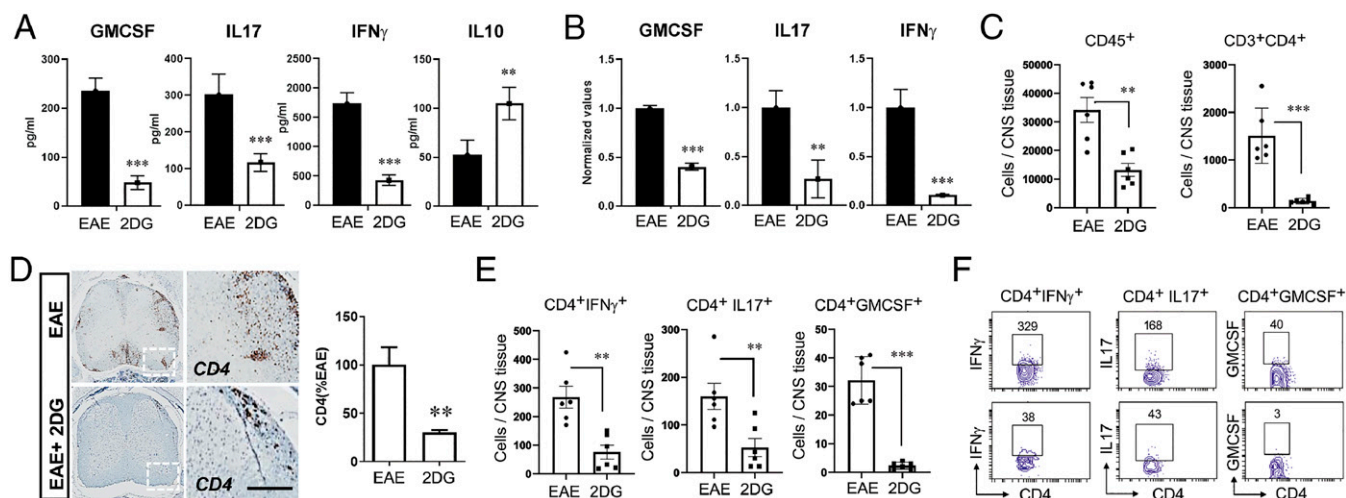 A
GMCSF IL17 IFNγ IL10
pg/ml pg/ml pg/ml pg/ml
300 400 2500 150
200 300 2000 100
100 200 1500 50
0 100 1000 0
0 500
0
*** *** *** **
EAE 2DG EAE 2DG EAE 2DG EAE 2DG
B
GMCSF IL17 IFNγ
Normalized values
1.5 1.5 1.5
1.0 1.0 1.0
0.5 0.5 0.5
0.0 0.0 0.0
*** ** ***
EAE 2DG EAE 2DG EAE 2DG
C
CD45+ CD3+CD4+
Cells / CNS tissue Cells / CNS tissue
50000 3000
40000 2000
30000 1000
20000 0
10000
0
** ***
EAE 2DG EAE 2DG
D
EAE
EAE+ 2DG
CD4
CD4
CD4(%EAE)
150
100
50
0
**
EAE 2DG
E
CD4+IFNγ+ CD4+ IL17+ CD4+GMCSF+
Cells / CNS tissue Cells / CNS tissue Cells / CNS tissue
500 300 50
400 200 40
300 100 30
200 0 20
100 10
0 0
** ** ***
EAE 2DG EAE 2DG EAE 2DG
F
CD4+IFNγ+ CD4+ IL17+ CD4+GMCSF+
IFNγ IL17 GMCSF
329 168 40
IFNγ IL17 GMCSF
38 43 3
CD4 CD4 CD4